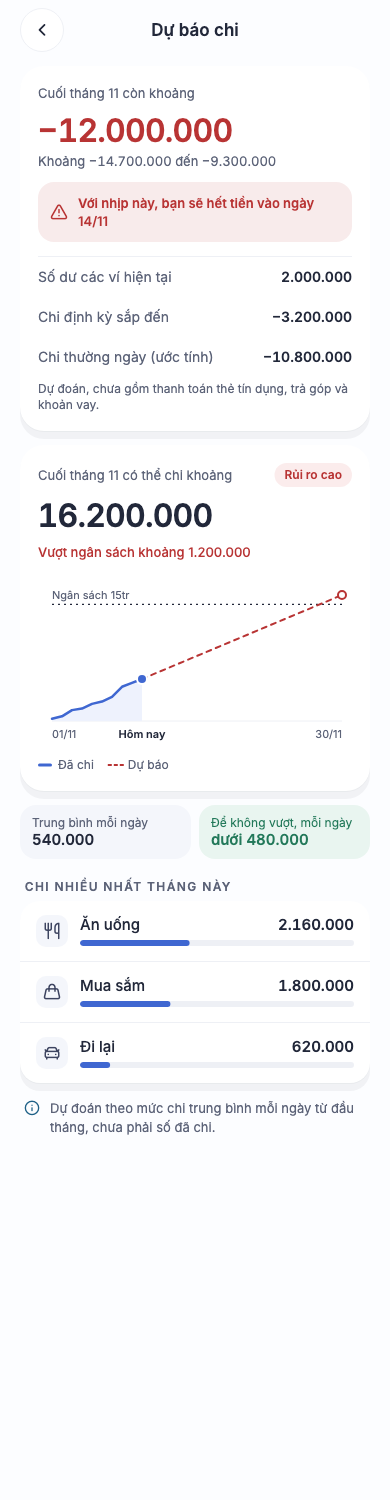 Dự báo chi
Cuối tháng 11 còn khoảng
−12.000.000
Khoảng −14.700.000 đến −9.300.000
Với nhịp này, bạn sẽ hết tiền vào ngày
14/11
Số dư các ví hiện tại 2.000.000
Chi định kỳ sắp đến −3.200.000
Chi thường ngày (ước tính) −10.800.000
Dự đoán, chưa gồm thanh toán thẻ tín dụng, trả góp và
khoản vay.
Cuối tháng 11 có thể chi khoảng Rủi ro cao
16.200.000
Vượt ngân sách khoảng 1.200.000
Ngân sách 15tr
01/11 Hôm nay 30/11
Đã chi Dự báo
Trung bình mỗi ngày Để không vượt, mỗi ngày
540.000 dưới 480.000
CHI NHIỀU NHẤT THÁNG NÀY
Ăn uống 2.160.000
Mua sắm 1.800.000
Đi lại 620.000
Dự đoán theo mức chi trung bình mỗi ngày từ đầu
tháng, chưa phải số đã chi.